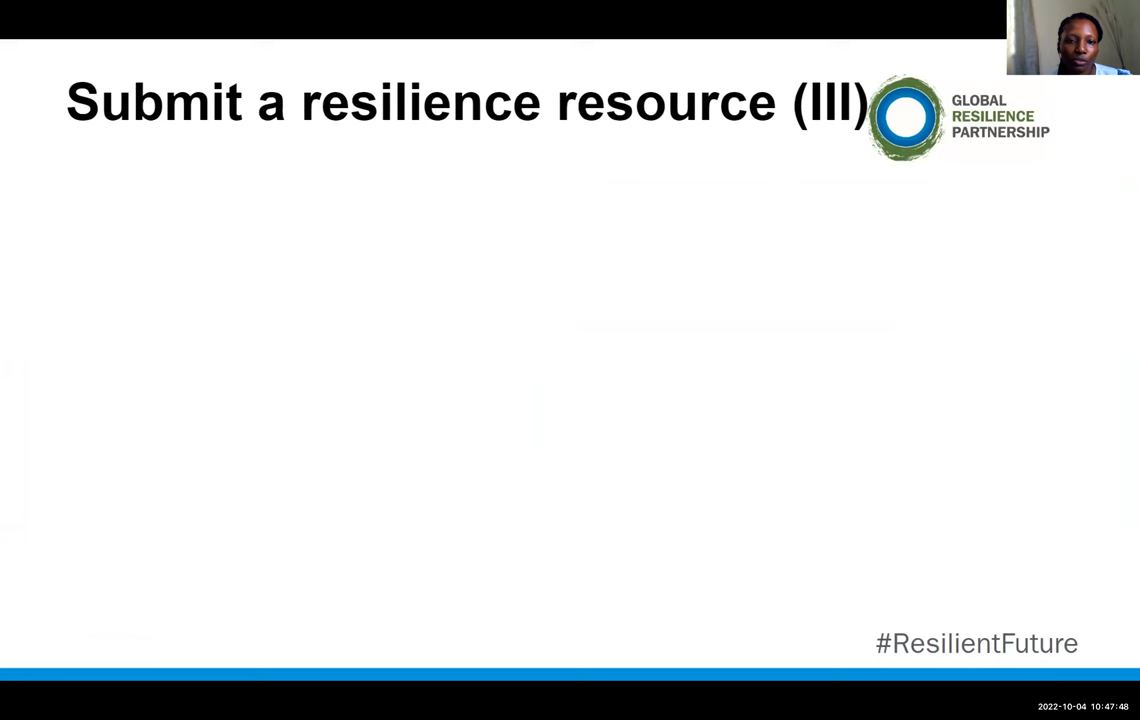 Submit a resilience resource (III)
GLOBAL
RESILIENCE
PARTNERSHIP
#ResilientFuture
2022-10-04 10:47:48